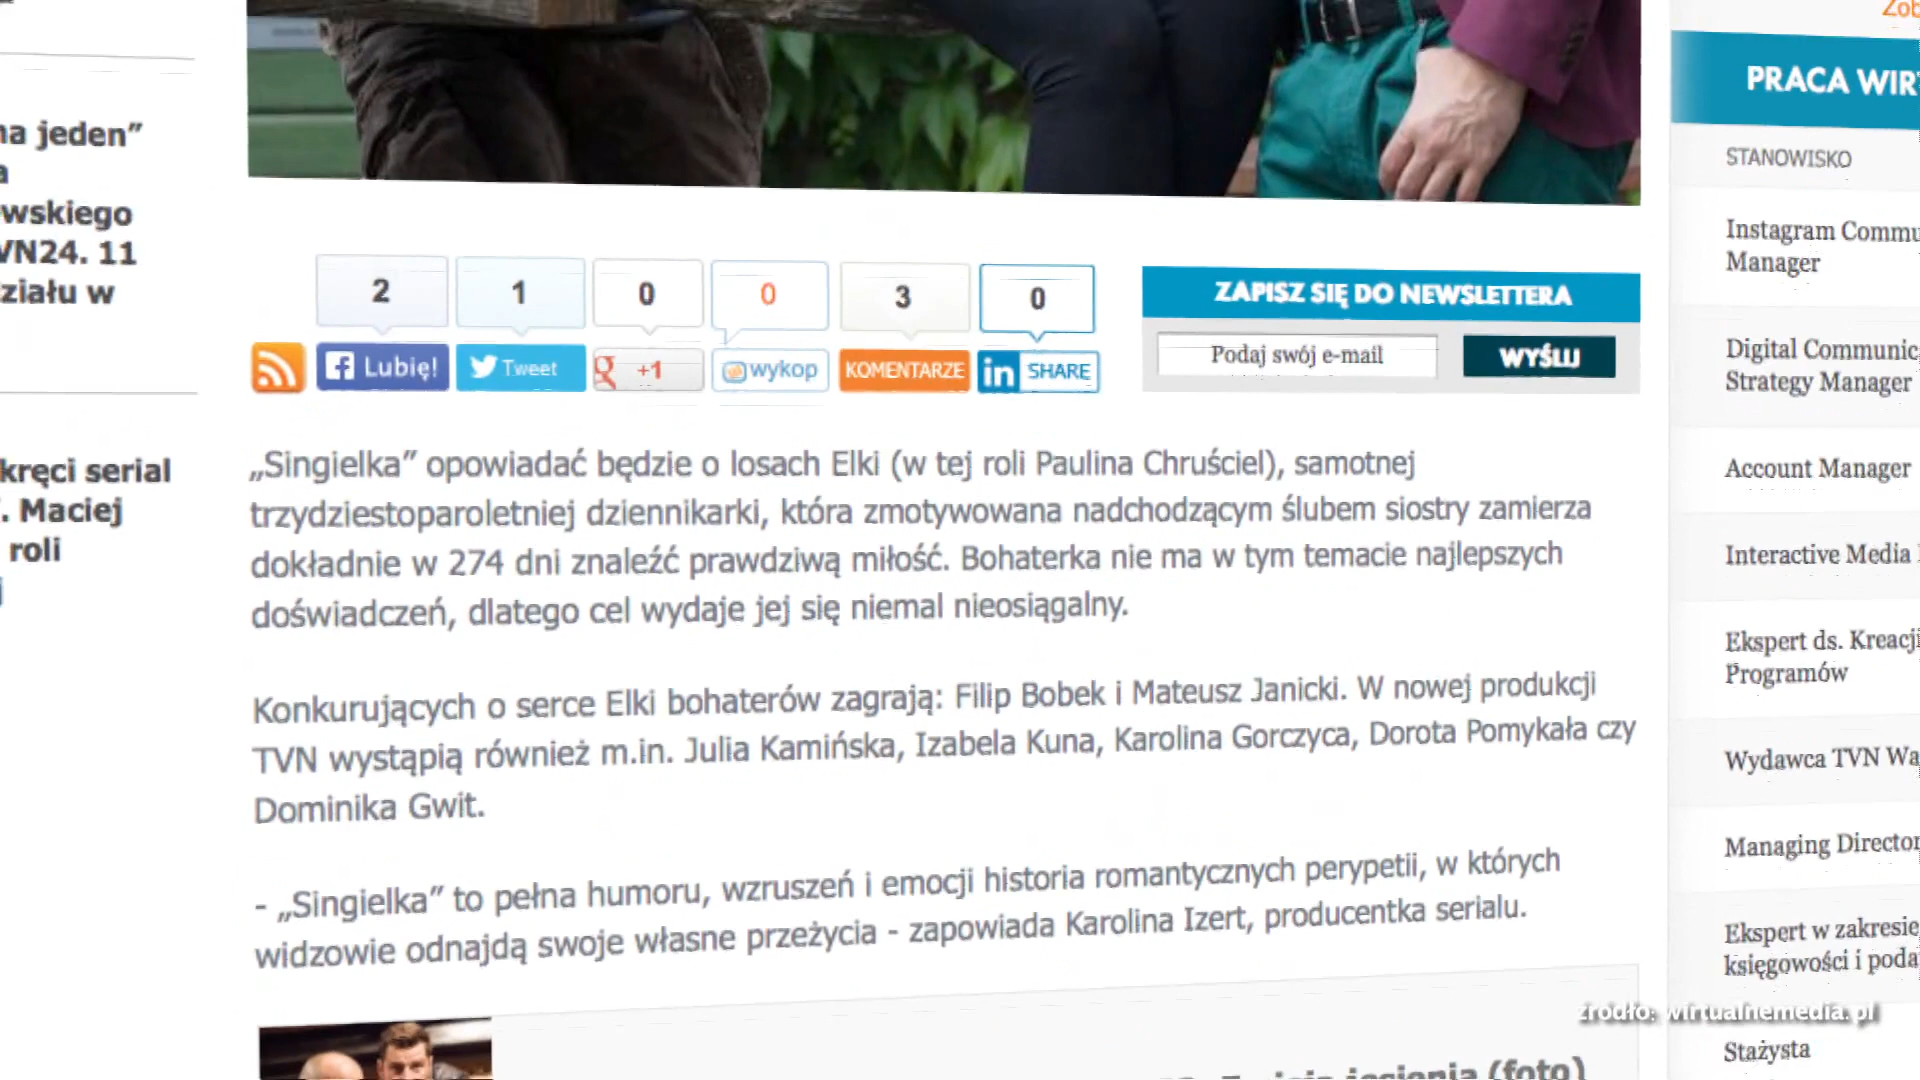 na jeden”
a
wskiego
VN24. 11
działu w
kręci serial
. Maciej
roli
2
1
0
0
3
0
Lubię!
Tweet
+1
wykop
KOMENTARZE
in SHARE
ZAPISZ SIĘ DO NEWSLETTERA
Podaj swój e-mail
WYŚLIJ
„Singielka” opowiadać będzie o losach Elki (w tej roli Paulina Chruściel), samotnej
trzydziestoparoletniej dziennikarki, która zmotywowana nadchodzącym ślubem siostry zamierza
dokładnie w 274 dni znaleźć prawdziwą miłość. Bohaterka nie ma w tym temacie najlepszych
doświadczeń, dlatego cel wydaje jej się niemal nieosiągalny.
Konkurujących o serce Elki bohaterów zagrają: Filip Bobek i Mateusz Janicki. W nowej produkcji
TVN wystąpią również m.in. Julia Kamińska, Izabela Kuna, Karolina Gorczyca, Dorota Pomykała czy
Dominika Gwit.
- „Singielka” to pełna humoru, wzruszeń i emocji historia romantycznych perypetii, w których
widzowie odnajdą swoje własne przeżycia - zapowiada Karolina Izert, producentka serialu.
jesienią (foto)
Zob
PRACA WIRT
STANOWISKO
Instagram Commu
Manager
Digital Communic
Strategy Manager
Account Manager
Interactive Media
Ekspert ds. Kreacji
Programów
Wydawca TVN Wa
Managing Director
Ekspert w zakresie
księgowości i poda
źródło: wirtualnemedia.pl
Stażysta